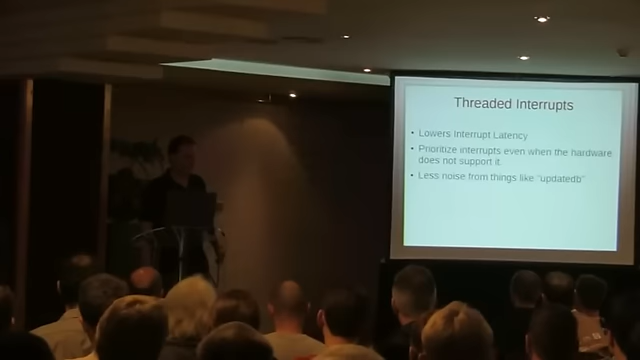 Threaded Interrupts
• Lowers Interrupt Latency
• Prioritize interrupts even when the hardware
does not support it.
• Less noise from things like "updatedb"